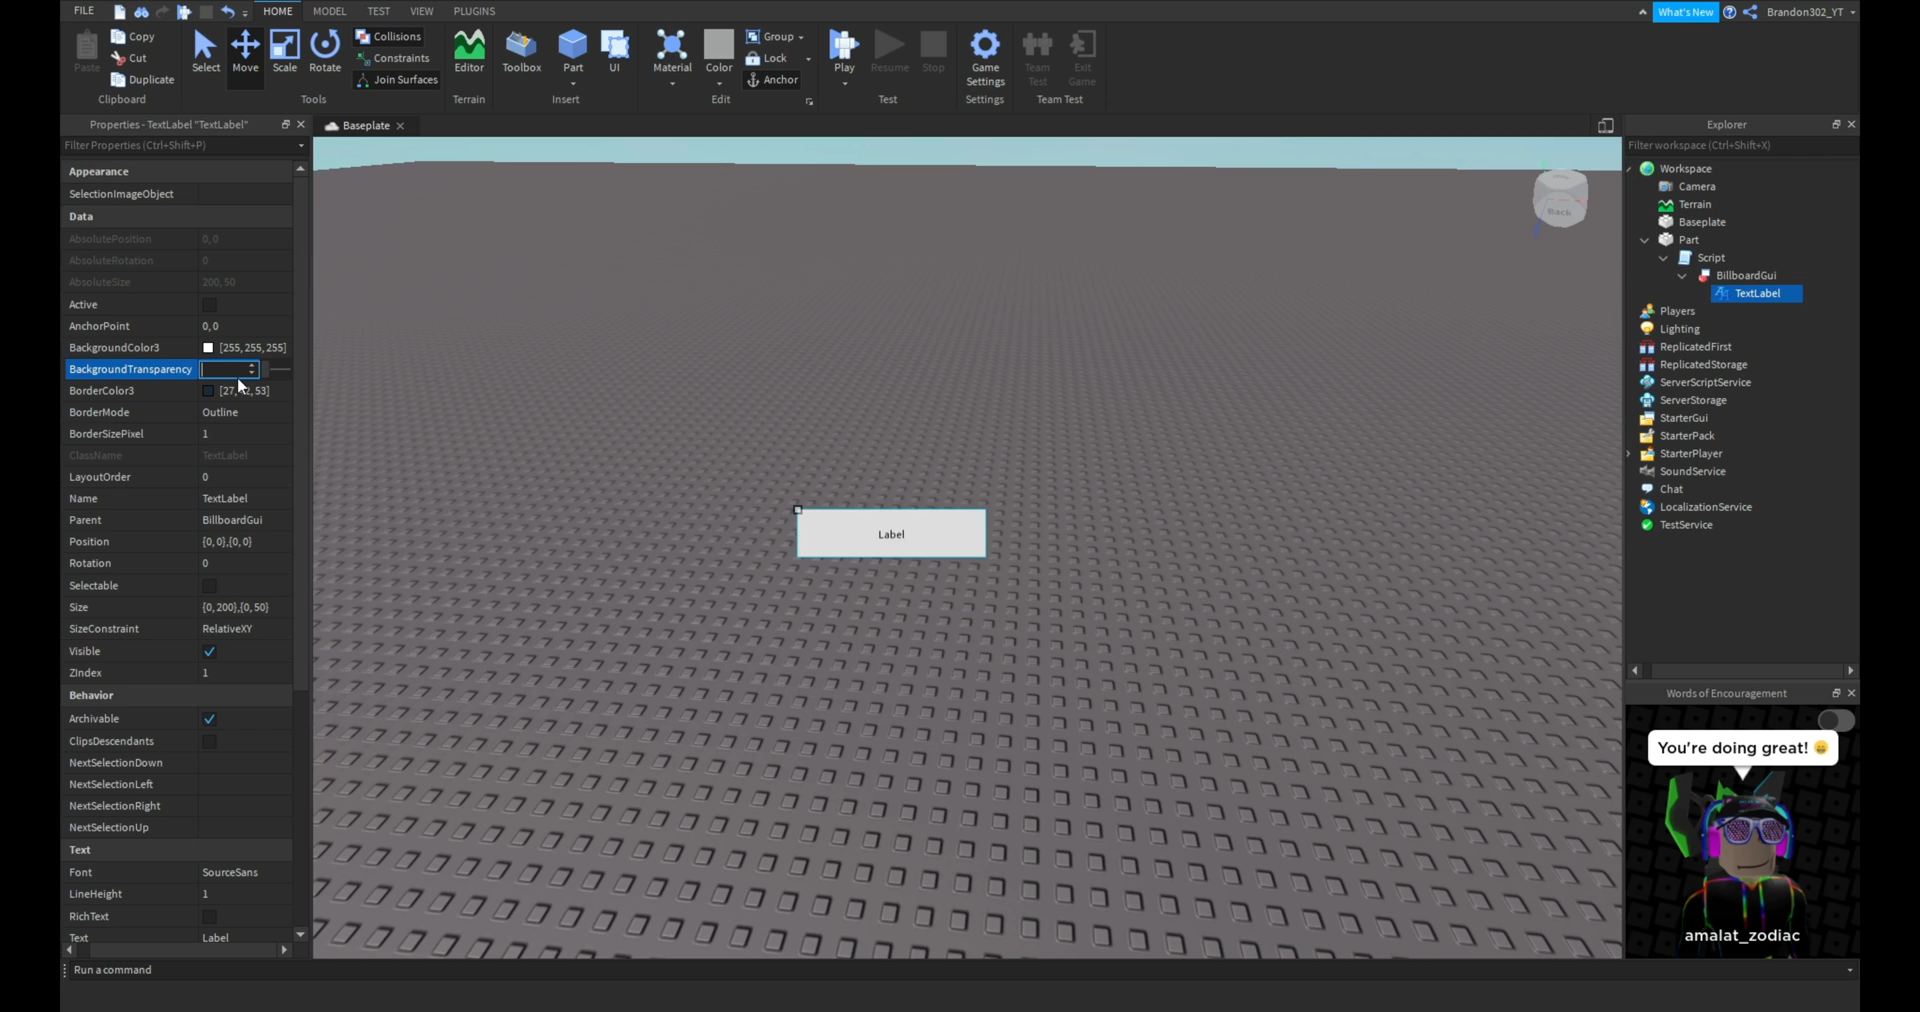 FILE HOME MODEL TEST VIEW PLUGINS What's New Brandon302_YT
Paste Copy Cut Duplicate Clipboard
Select Move Scale Rotate Collisions Constraints Join Surfaces Tools
Editor Terrain
Toolbox Part UI Insert
Material Color Group Lock Anchor Edit
Play Resume Stop Test
Game Settings Settings
Team Test Exit Game Team Test
Properties - TextLabel "TextLabel"
Filter Properties (Ctrl+Shift+P)
Appearance
SelectionImageObject
Data
AbsolutePosition 0, 0
AbsoluteRotation 0
AbsoluteSize 200, 50
Active
AnchorPoint 0, 0
BackgroundColor3 [255, 255, 255]
BackgroundTransparency
BorderColor3 [27, 53]
BorderMode Outline
BorderSizePixel 1
ClassName TextLabel
LayoutOrder 0
Name TextLabel
Parent BillboardGui
Position {0, 0},{0, 0}
Rotation 0
Selectable
Size {0, 200},{0, 50}
SizeConstraint RelativeXY
Visible
ZIndex 1
Behavior
Archivable
ClipsDescendants
NextSelectionDown
NextSelectionLeft
NextSelectionRight
NextSelectionUp
Text
Font SourceSans
LineHeight 1
RichText
Text Label
Baseplate
Back
Label
Explorer
Filter workspace (Ctrl+Shift+X)
Workspace
Camera
Terrain
Baseplate
Part
Script
BillboardGui
TextLabel
Players
Lighting
ReplicatedFirst
ReplicatedStorage
ServerScriptService
ServerStorage
StarterGui
StarterPack
StarterPlayer
SoundService
Chat
LocalizationService
TestService
Words of Encouragement
You're doing great! 😄
amalat_zodiac
Run a command